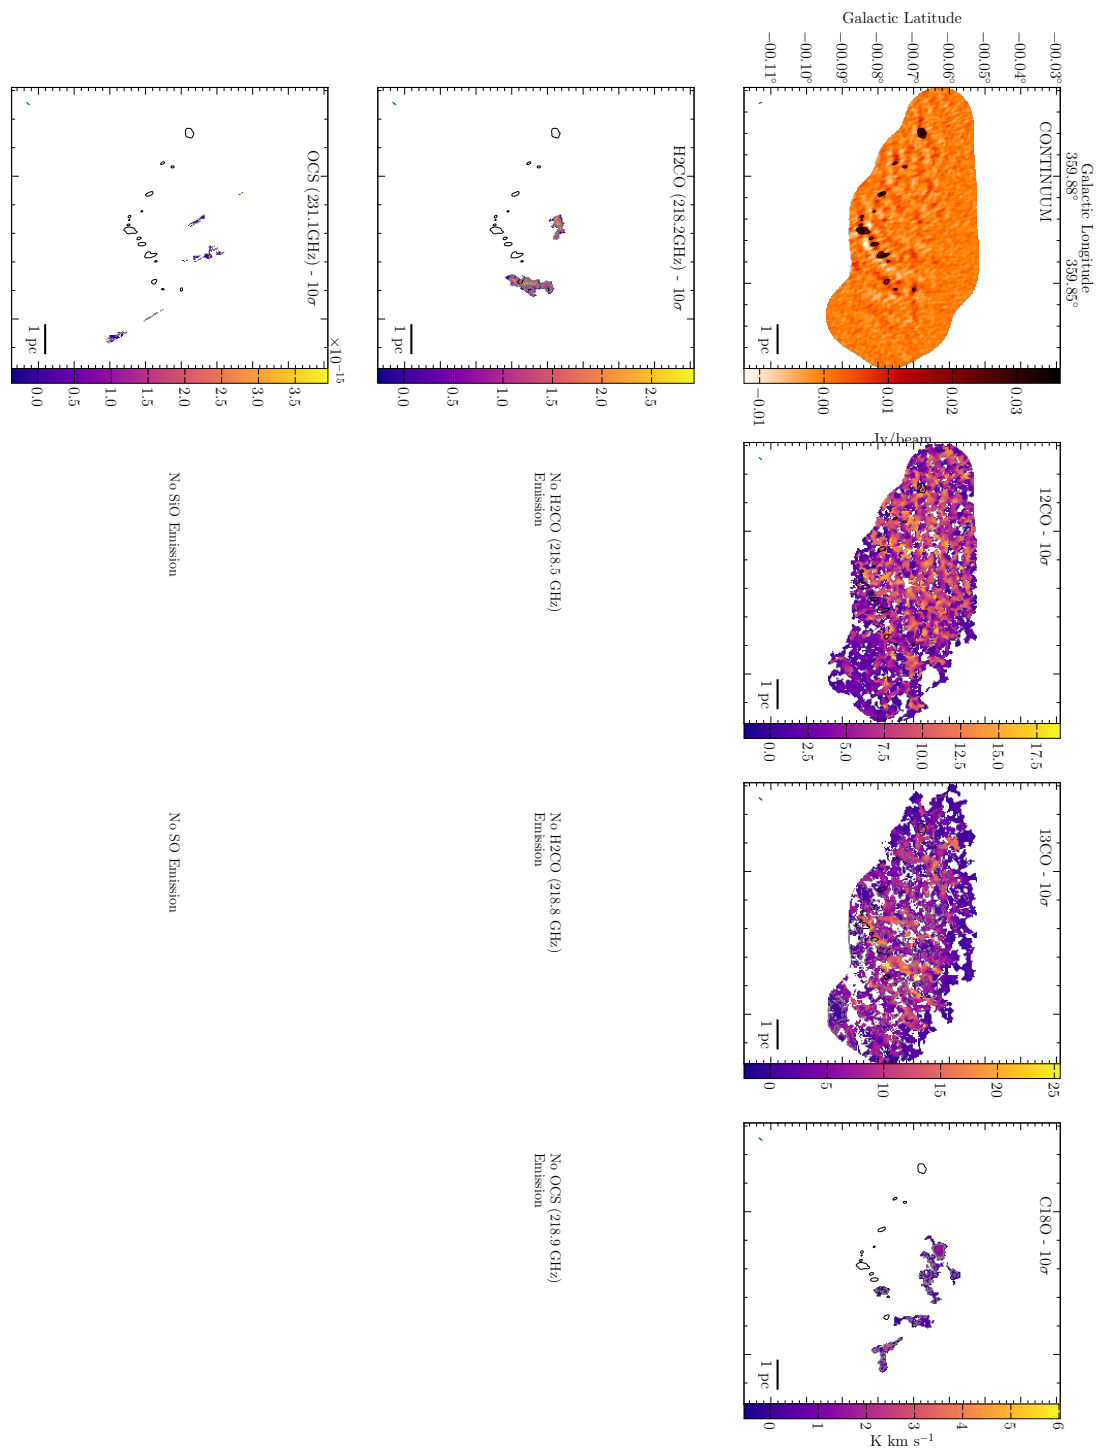 Galactic Longitude
359.88° 359.85°
Galactic Latitude
−00.03°
−00.04°
−00.05°
−00.06°
−00.07°
−00.08°
−00.09°
−00.10°
−00.11°
CONTINUUM
1 pc
0.03
0.02
0.01
0.00
−0.01
Jy/beam
12CO - 10σ
1 pc
17.5
15.0
12.5
10.0
7.5
5.0
2.5
0.0
13CO - 10σ
1 pc
25
20
15
10
5
0
C18O - 10σ
1 pc
6
5
4
3
2
1
0
K km s⁻¹
H2CO (218.2GHz) - 10σ
1 pc
2.5
2.0
1.5
1.0
0.5
0.0
No H2CO (218.5 GHz)
Emission
No H2CO (218.8 GHz)
Emission
No OCS (218.9 GHz)
Emission
OCS (231.1GHz) - 10σ
1 pc
×10⁻¹⁵
3.5
3.0
2.5
2.0
1.5
1.0
0.5
0.0
No SiO Emission
No SO Emission